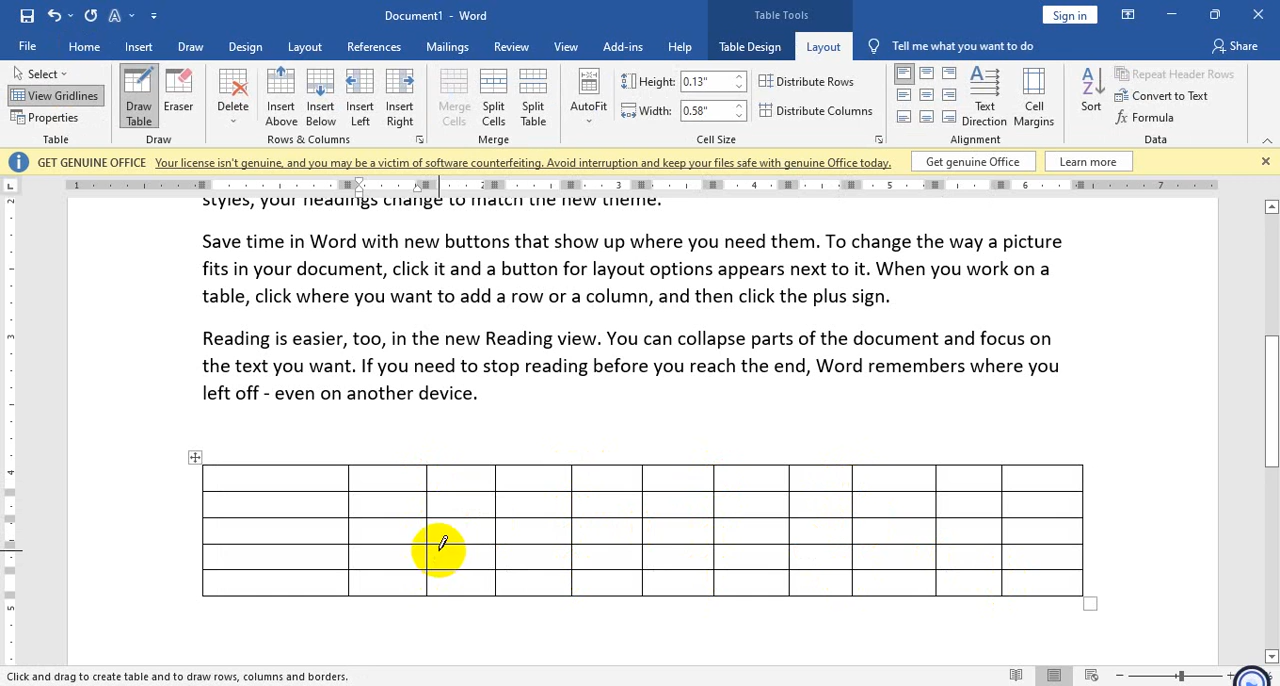 Document1 - Word
Table Tools
Sign in
File Home Insert Draw Design Layout References Mailings Review View Add-ins Help Table Design Layout Tell me what you want to do Share
Select
View Gridlines
Properties
Table
Draw Table
Eraser
Draw
Delete
Insert Above
Insert Below
Insert Left
Insert Right
Rows & Columns
Merge Cells
Split Cells
Split Table
Merge
AutoFit
Height: 0.13"
Width: 0.58"
Distribute Rows
Distribute Columns
Cell Size
Text Direction
Cell Margins
Alignment
Sort
Repeat Header Rows
Convert to Text
Formula
Data
GET GENUINE OFFICE Your license isn't genuine, and you may be a victim of software counterfeiting. Avoid interruption and keep your files safe with genuine Office today. Get genuine Office Learn more
1 2 3 4 5 6 7
styles, your headings change to match the new theme.
Save time in Word with new buttons that show up where you need them. To change the way a picture
fits in your document, click it and a button for layout options appears next to it. When you work on a
table, click where you want to add a row or a column, and then click the plus sign.
Reading is easier, too, in the new Reading view. You can collapse parts of the document and focus on
the text you want. If you need to stop reading before you reach the end, Word remembers where you
left off - even on another device.
2
3
4
5
Click and drag to create table and to draw rows, columns and borders.